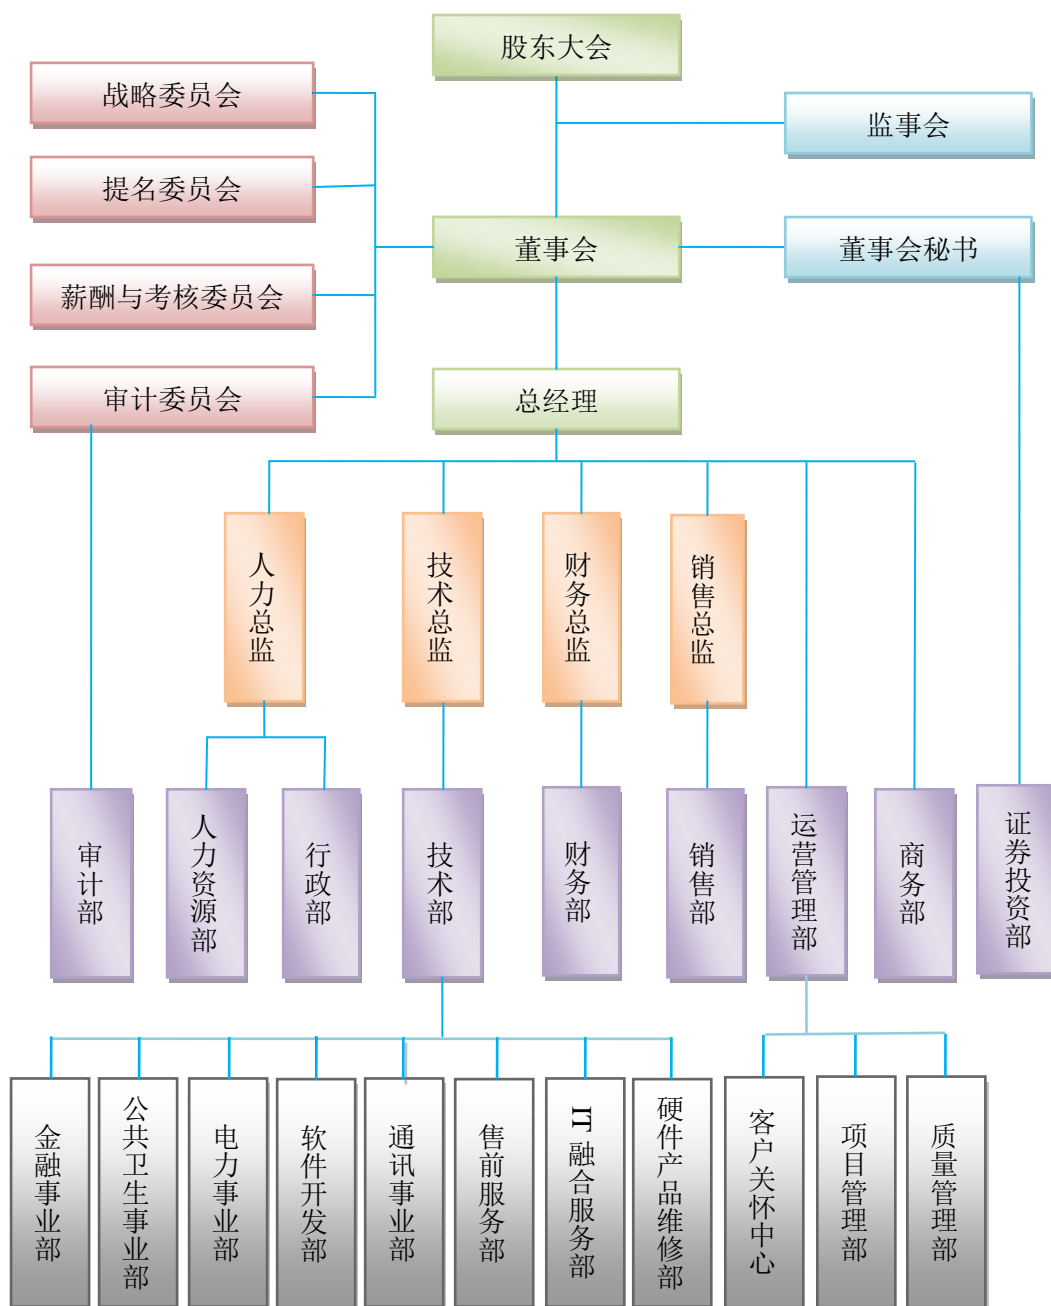 股东大会
战略委员会
监事会
提名委员会
董事会
董事会秘书
薪酬与考核委员会
审计委员会
总经理
人力总监
技术总监
财务总监
销售总监
审计部
人力资源部
行政部
技术部
财务部
销售部
运营管理部
商务部
证券投资部
金融事业部
公共卫生事业部
电力事业部
软件开发部
通讯事业部
售前服务部
IT 融合服务部
硬件产品维修部
客户关怀中心
项目管理部
质量管理部